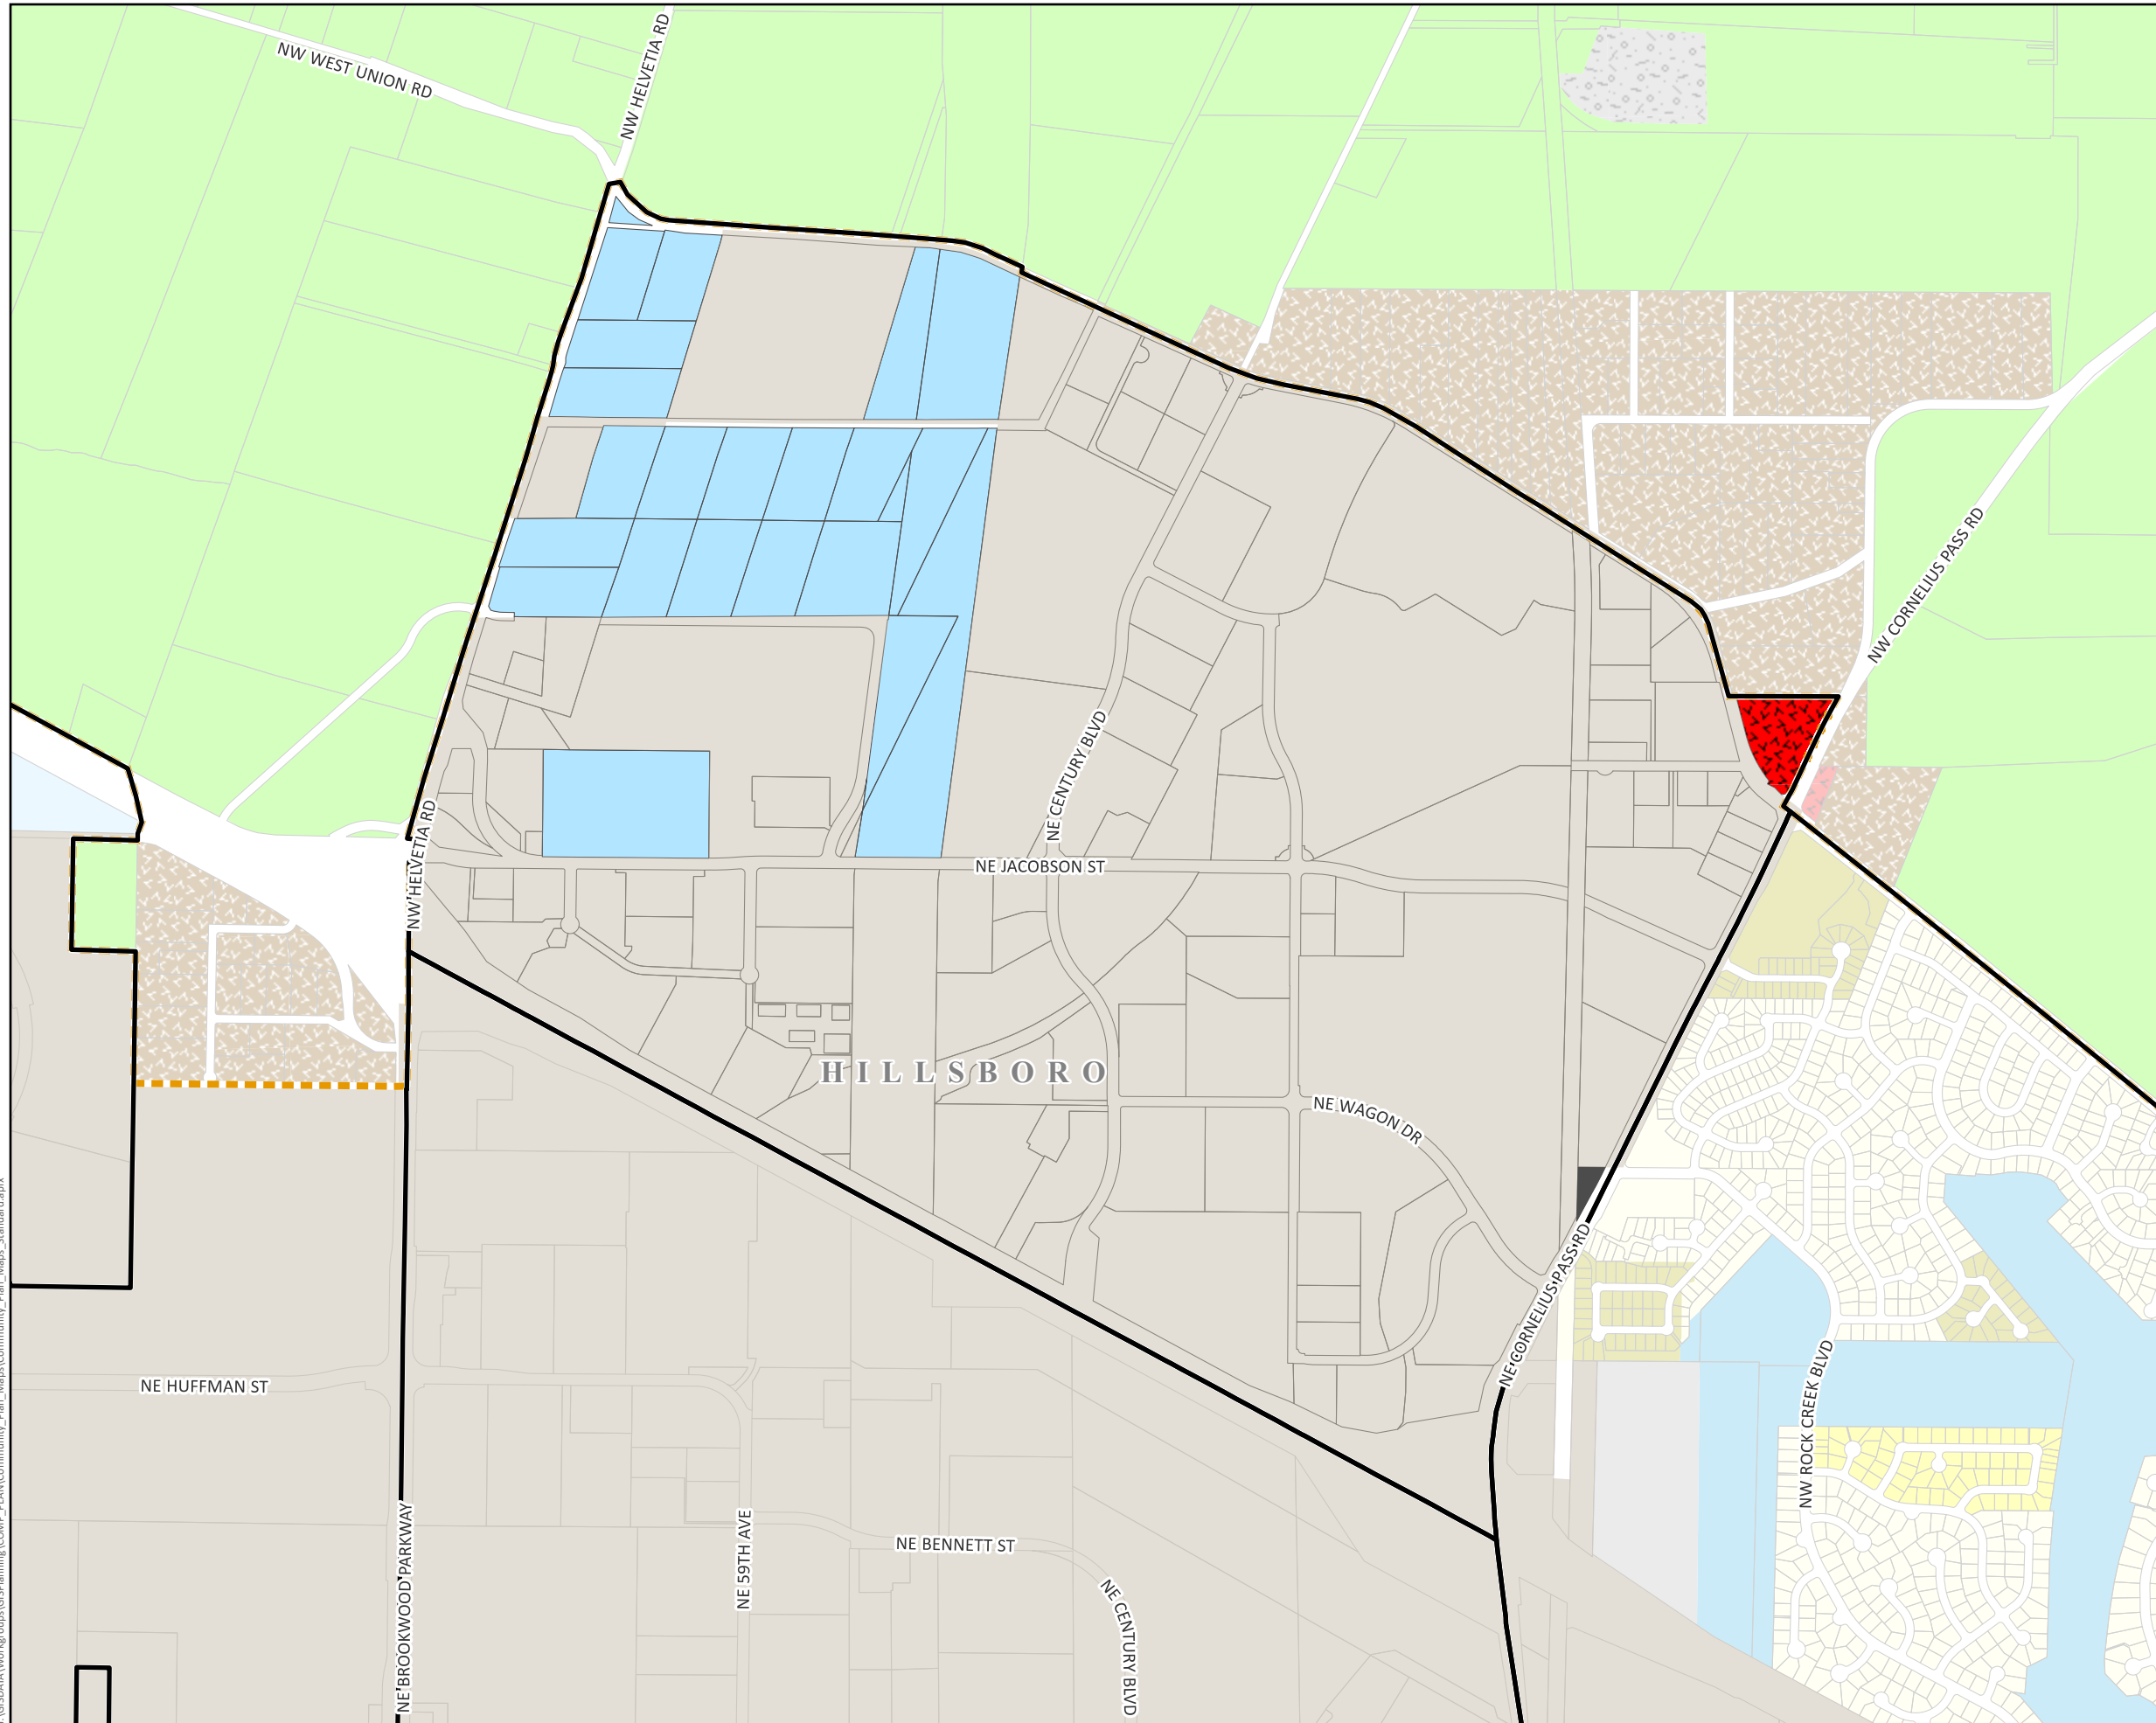 NW WEST UNION RD
NW HELVETIA RD
NW CORNELIUS PASS RD
NE CENTURY BLVD
NW HELVETIA RD
NE JACOBSON ST
HILLSBORO
NE WAGON DR
NE CORNELIUS PASS RD
NE HUFFMAN ST
NW ROCK CREEK BLVD
NE BROOKWOOD PARKWAY
NE 59TH AVE
NE BENNETT ST
NE CENTURY BLVD